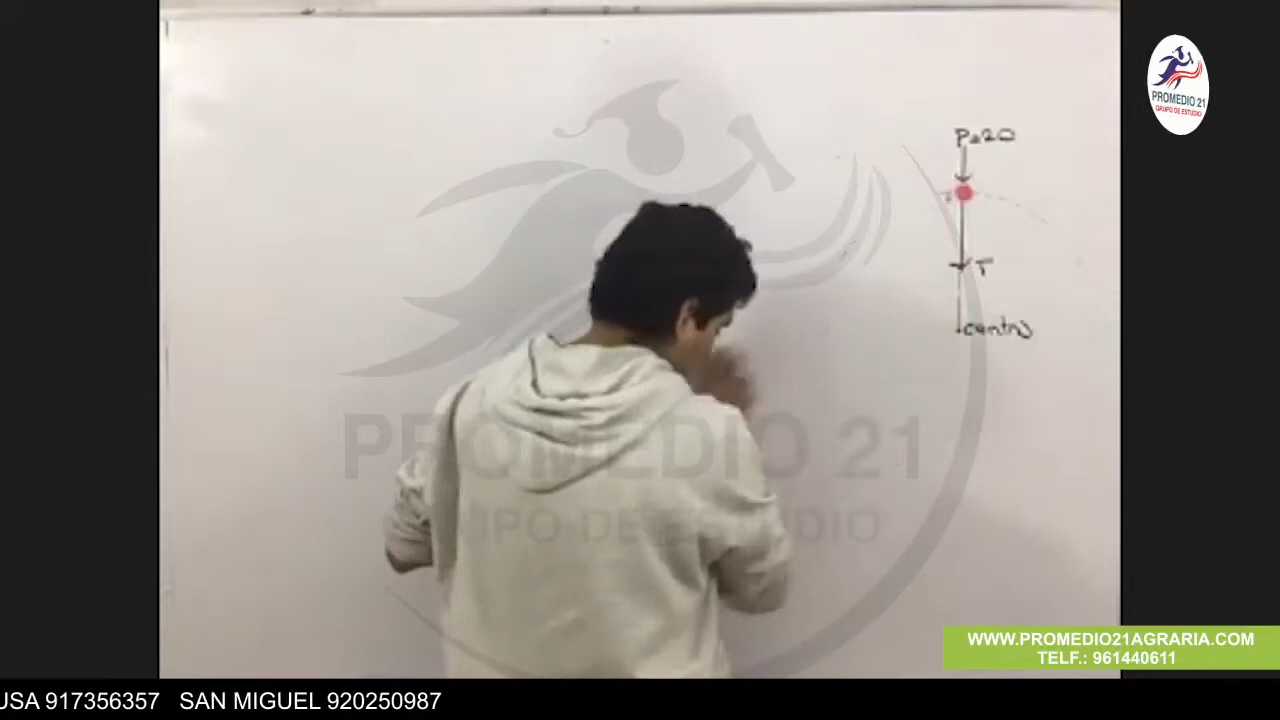 PROMEDIO 21
GRUPO DE ESTUDIO
P=20
T
centro
PROMEDIO 21
GRUPO DE ESTUDIO
WWW.PROMEDIO21AGRARIA.COM
TELF.: 961440611
USA 917356357 SAN MIGUEL 920250987